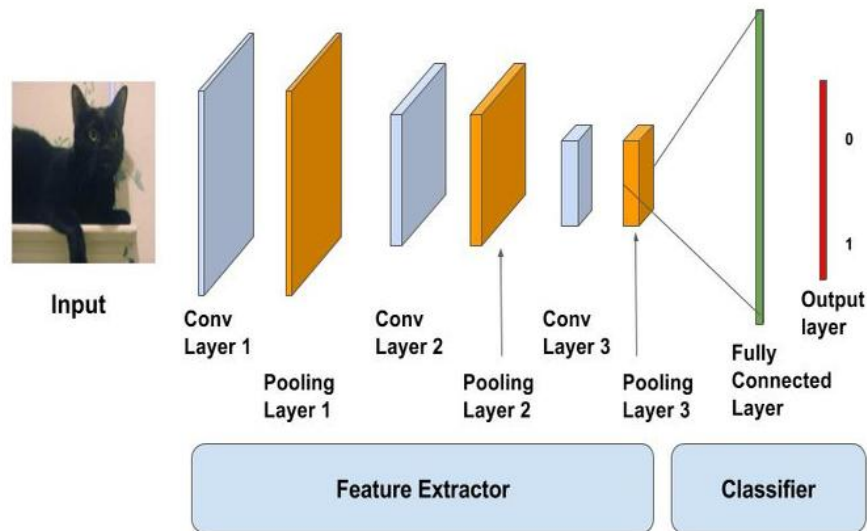 Input
Conv
Layer 1
Pooling
Layer 1
Conv
Layer 2
Pooling
Layer 2
Conv
Layer 3
Pooling
Layer 3
Fully
Connected
Layer
0
1
Output
layer
Feature Extractor
Classifier